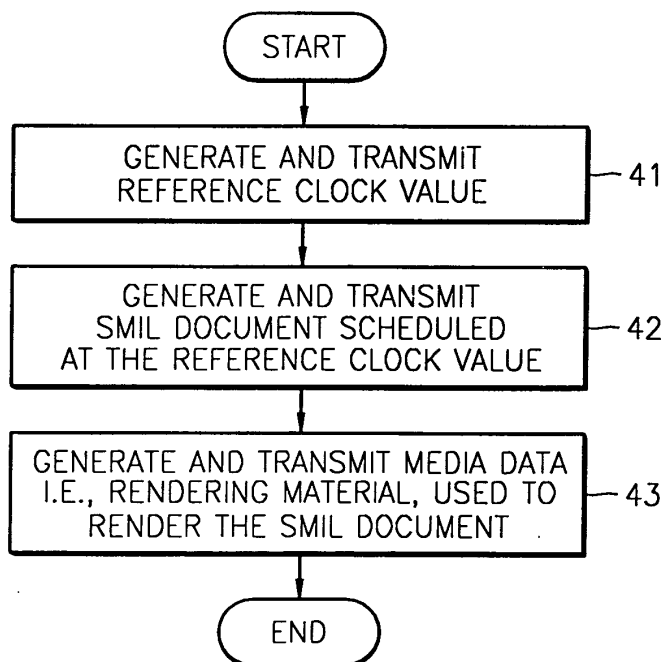 START
GENERATE AND TRANSMIT
REFERENCE CLOCK VALUE
41
GENERATE AND TRANSMIT
SMIL DOCUMENT SCHEDULED
AT THE REFERENCE CLOCK VALUE
42
GENERATE AND TRANSMIT MEDIA DATA
I.E., RENDERING MATERIAL, USED TO
RENDER THE SMIL DOCUMENT
43
END